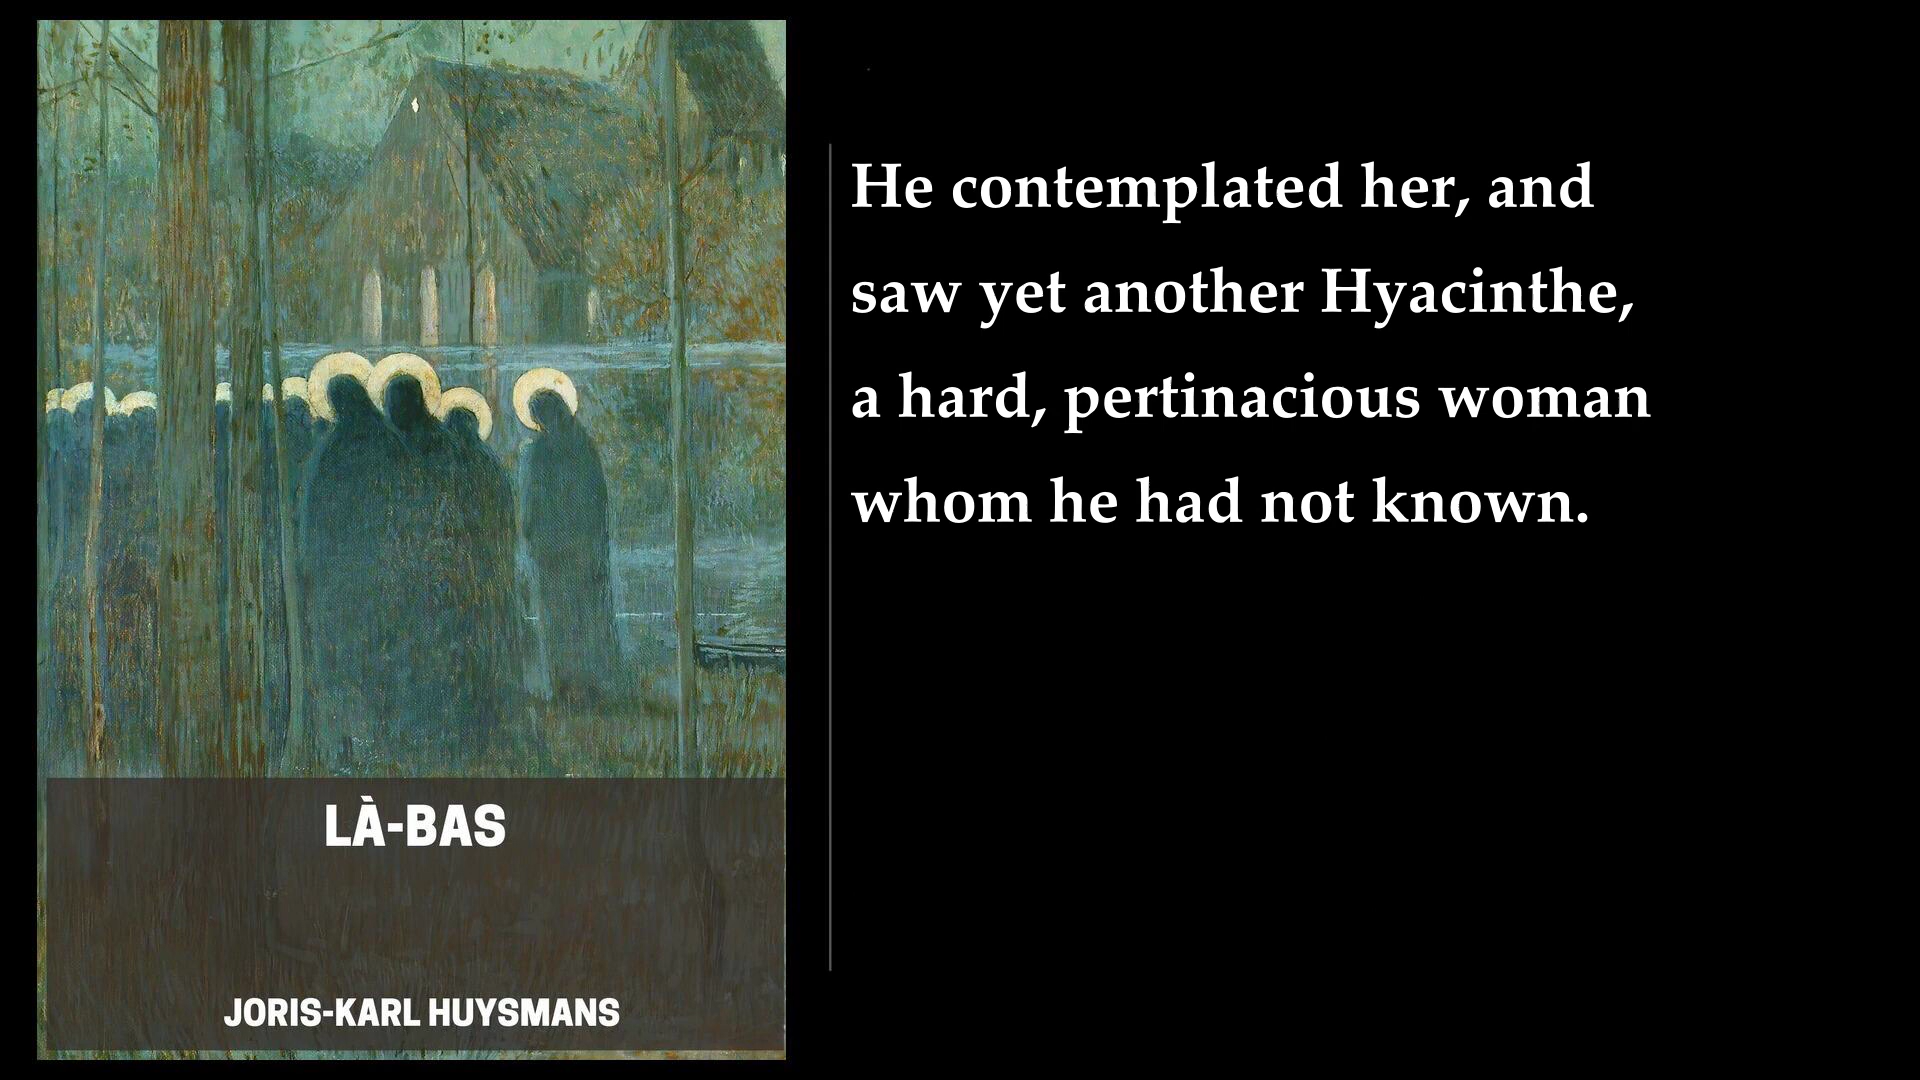 LÀ-BAS
JORIS-KARL HUYSMANS
He contemplated her, and
saw yet another Hyacinthe,
a hard, pertinacious woman
whom he had not known.